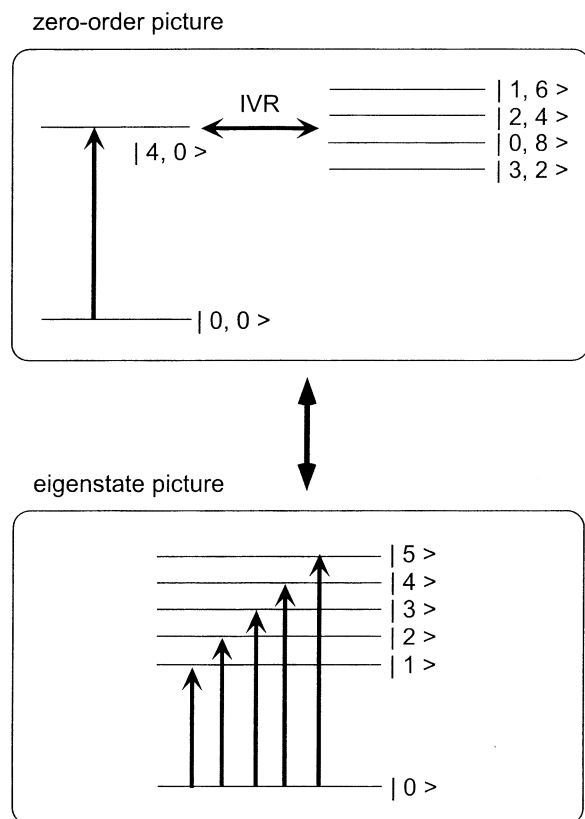 zero-order picture
IVR
| 4, 0 >
| 1, 6 >
| 2, 4 >
| 0, 8 >
| 3, 2 >
| 0, 0 >
eigenstate picture
| 5 >
| 4 >
| 3 >
| 2 >
| 1 >
| 0 >